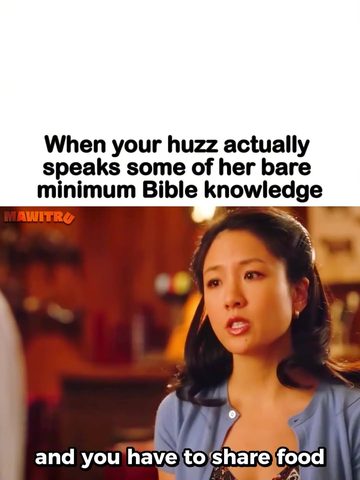 When your huzz actually
speaks some of her bare
minimum Bible knowledge
MAWITRU
and you have to share food